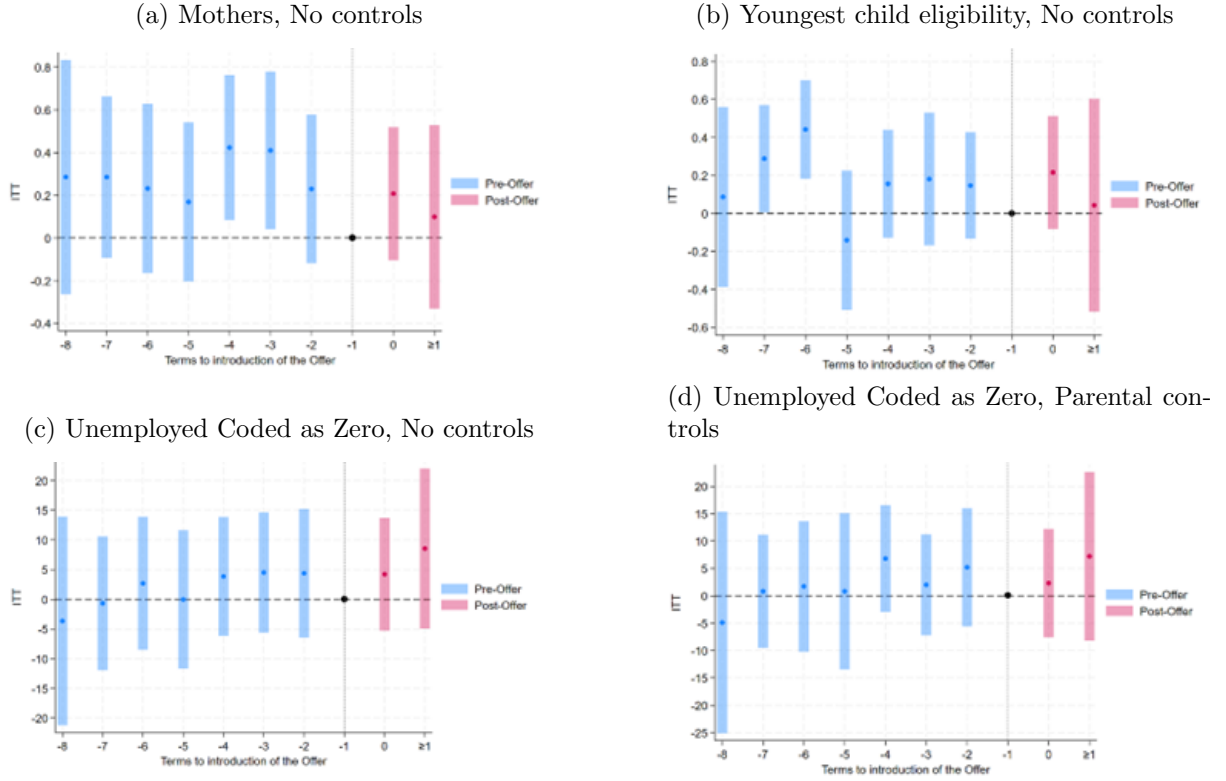 (a) Mothers, No controls
0.8
0.6
0.4
0.2
0
-0.2
-0.4
ITT
-8 -7 -6 -5 -4 -3 -2 -1 0 ≥1
Terms to introduction of the Offer
Pre-Offer
Post-Offer
(b) Youngest child eligibility, No controls
0.8
0.6
0.4
0.2
0
-0.2
-0.4
-0.6
ITT
-8 -7 -6 -5 -4 -3 -2 -1 0 ≥1
Terms to introduction of the Offer
Pre-Offer
Post-Offer
(c) Unemployed Coded as Zero, No controls
20
15
10
5
0
-5
-10
-15
-20
ITT
-8 -7 -6 -5 -4 -3 -2 -1 0 ≥1
Terms to introduction of the Offer
Pre-Offer
Post-Offer
(d) Unemployed Coded as Zero, Parental con-
trols
20
15
10
5
0
-5
-10
-15
-20
-25
ITT
-8 -7 -6 -5 -4 -3 -2 -1 0 ≥1
Terms to introduction of the Offer
Pre-Offer
Post-Offer